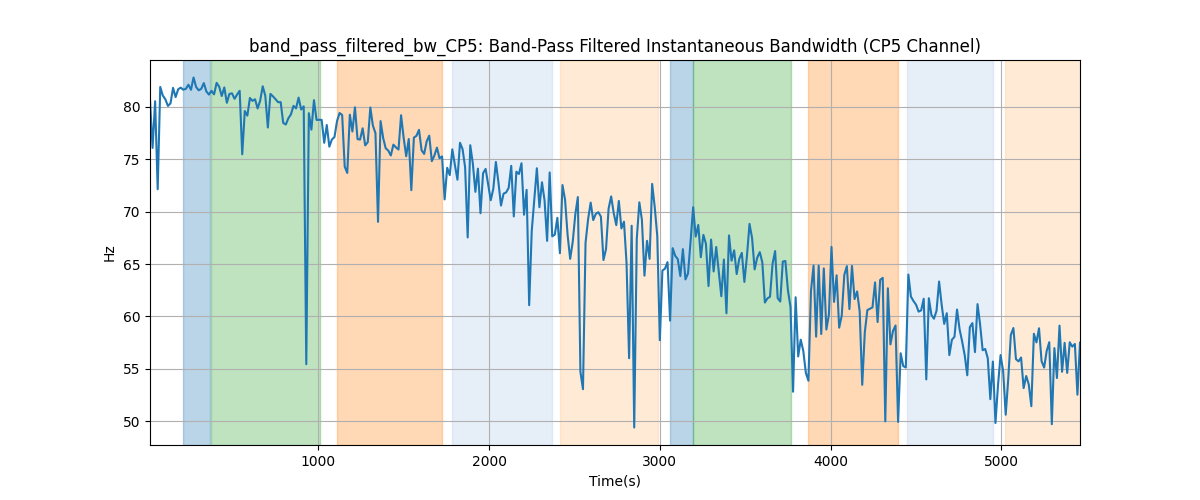 band_pass_filtered_bw_CP5: Band-Pass Filtered Instantaneous Bandwidth (CP5 Channel)
80
75
70
65
60
55
50
Hz
1000 2000 3000 4000 5000
Time(s)